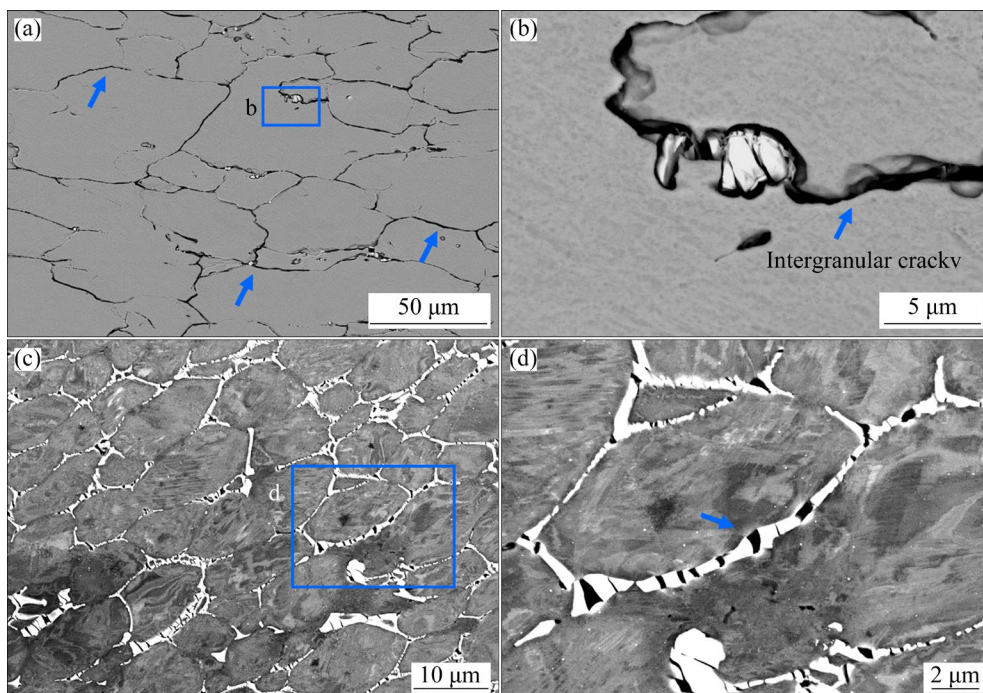 (a)
b
50 μm
(b)
Intergranular crackv
5 μm
(c)
d
10 μm
(d)
2 μm